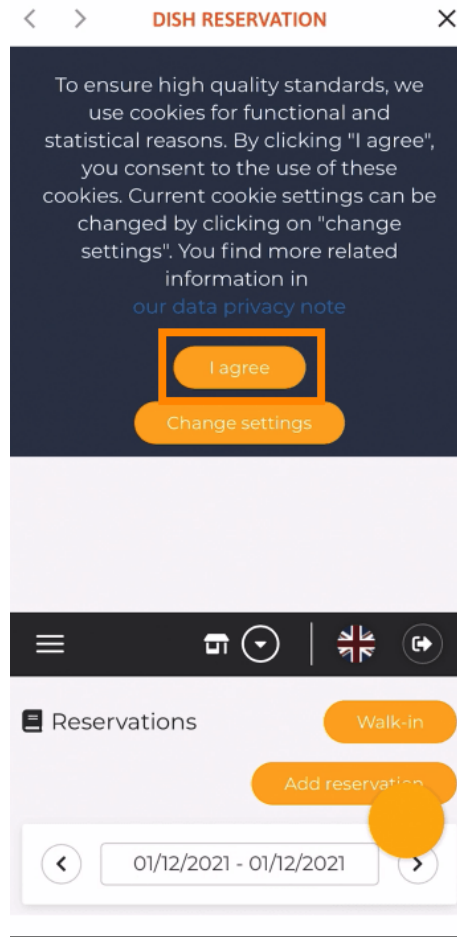 DISH RESERVATION
To ensure high quality standards, we
use cookies for functional and
statistical reasons. By clicking "I agree",
you consent to the use of these
cookies. Current cookie settings can be
changed by clicking on "change
settings". You find more related
information in
our data privacy note
I agree
Change settings
Reservations
Walk-in
Add reservation
01/12/2021 - 01/12/2021